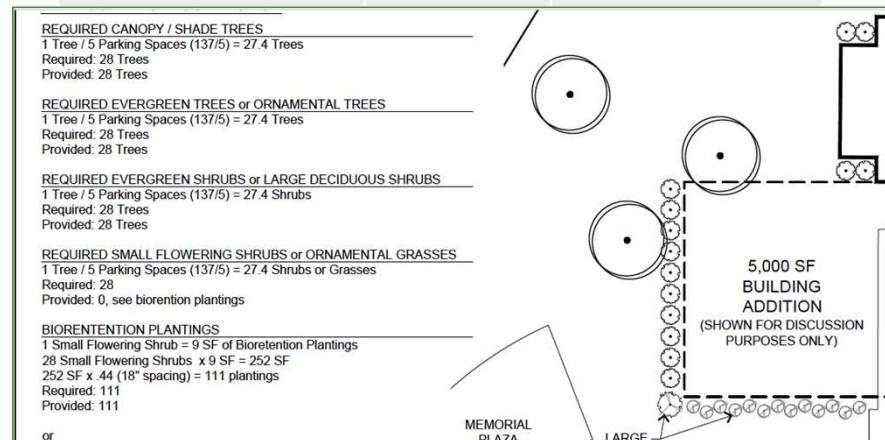 REQUIRED CANOPY / SHADE TREES
1 Tree / 5 Parking Spaces (137/5) = 27.4 Trees
Required: 28 Trees
Provided: 28 Trees
REQUIRED EVERGREEN TREES or ORNAMENTAL TREES
1 Tree / 5 Parking Spaces (137/5) = 27.4 Trees
Required: 28 Trees
Provided: 28 Trees
REQUIRED EVERGREEN SHRUBS or LARGE DECIDUOUS SHRUBS
1 Tree / 5 Parking Spaces (137/5) = 27.4 Shrubs
Required: 28 Trees
Provided: 28 Trees
REQUIRED SMALL FLOWERING SHRUBS or ORNAMENTAL GRASSES
1 Tree / 5 Parking Spaces (137/5) = 27.4 Shrubs or Grasses
Required: 28
Provided: 0, see biorention plantings
BIORENTENTION PLANTINGS
1 Small Flowering Shrub = 9 SF of Bioretention Plantings
28 Small Flowering Shrubs x 9 SF = 252 SF
252 SF x .44 (18" spacing) = 111 plantings
Required: 111
Provided: 111
or
5,000 SF
BUILDING
ADDITION
(SHOWN FOR DISCUSSION
PURPOSES ONLY)
MEMORIAL
PLAZA
LARGE